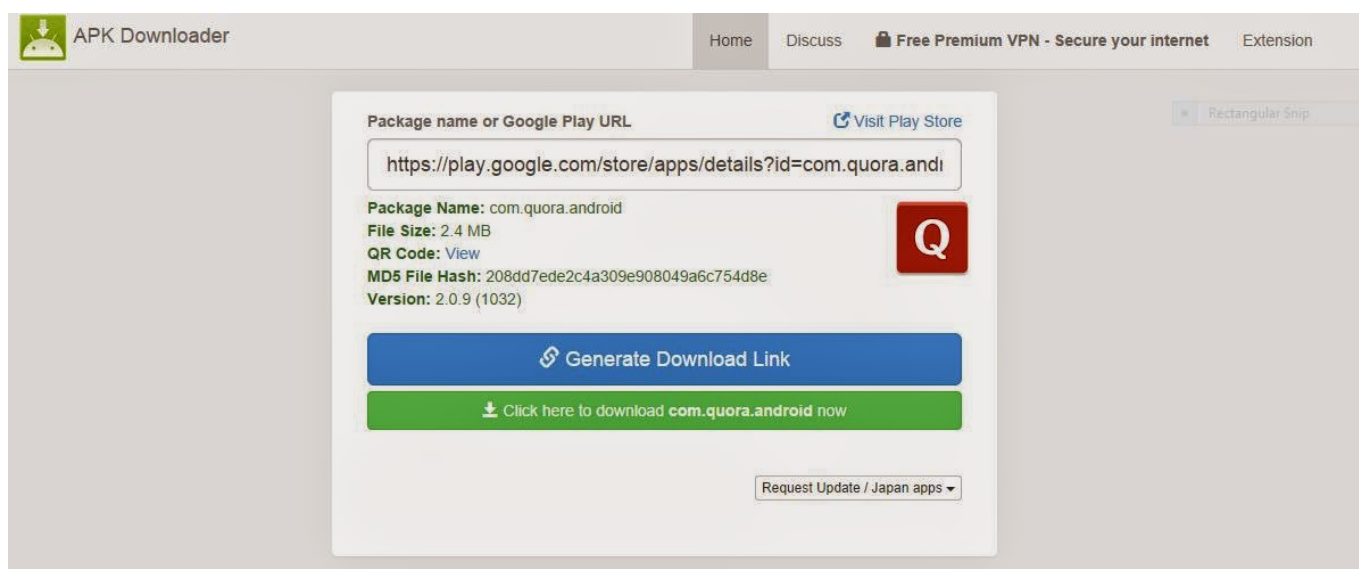 APK Downloader
Home Discuss Free Premium VPN - Secure your internet Extension
Package name or Google Play URL Visit Play Store
https://play.google.com/store/apps/details?id=com.quora.andr
Package Name: com.quora.android
File Size: 2.4 MB
QR Code: View
MD5 File Hash: 208dd7ede2c4a309e908049a6c754d8e
Version: 2.0.9 (1032)
Q
Generate Download Link
Click here to download com.quora.android now
Request Update / Japan apps
Rectangular Snip